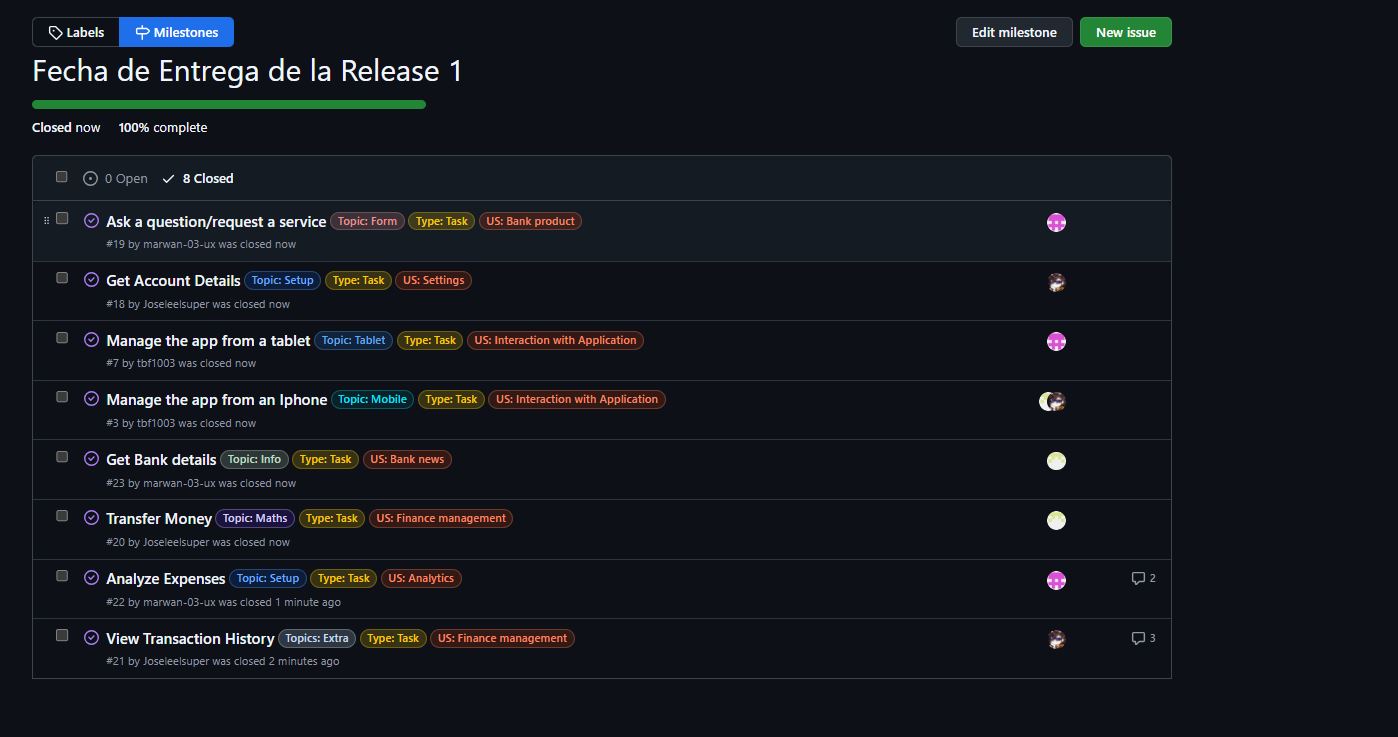 Labels Milestones Edit milestone New issue
Fecha de Entrega de la Release 1
Closed now 100% complete
0 Open 8 Closed
Ask a question/request a service Topic: Form Type: Task US: Bank product
#19 by marwan-03-ux was closed now
Get Account Details Topic: Setup Type: Task US: Settings
#18 by Joseleelsuper was closed now
Manage the app from a tablet Topic: Tablet Type: Task US: Interaction with Application
#7 by tbf1003 was closed now
Manage the app from an Iphone Topic: Mobile Type: Task US: Interaction with Application
#3 by tbf1003 was closed now
Get Bank details Topic: Info Type: Task US: Bank news
#23 by marwan-03-ux was closed now
Transfer Money Topic: Maths Type: Task US: Finance management
#20 by Joseleelsuper was closed now
Analyze Expenses Topic: Setup Type: Task US: Analytics 2
#22 by marwan-03-ux was closed 1 minute ago
View Transaction History Topics: Extra Type: Task US: Finance management 3
#21 by Joseleelsuper was closed 2 minutes ago